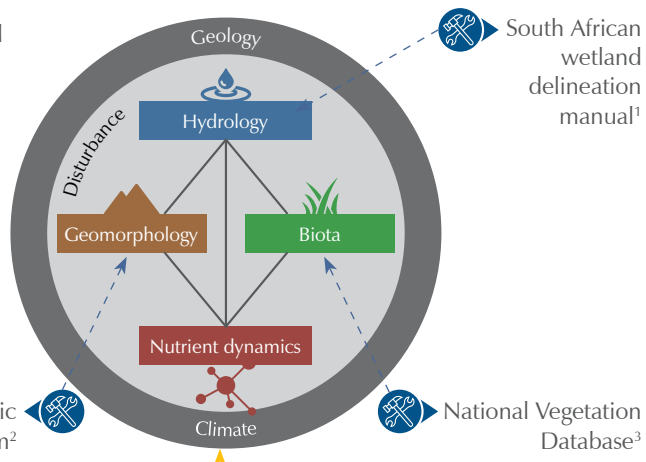 Geology
South African
wetland
delineation
manual¹
Hydrology
Disturbance
Geomorphology
Biota
Nutrient dynamics
Climate
National Vegetation
Database³